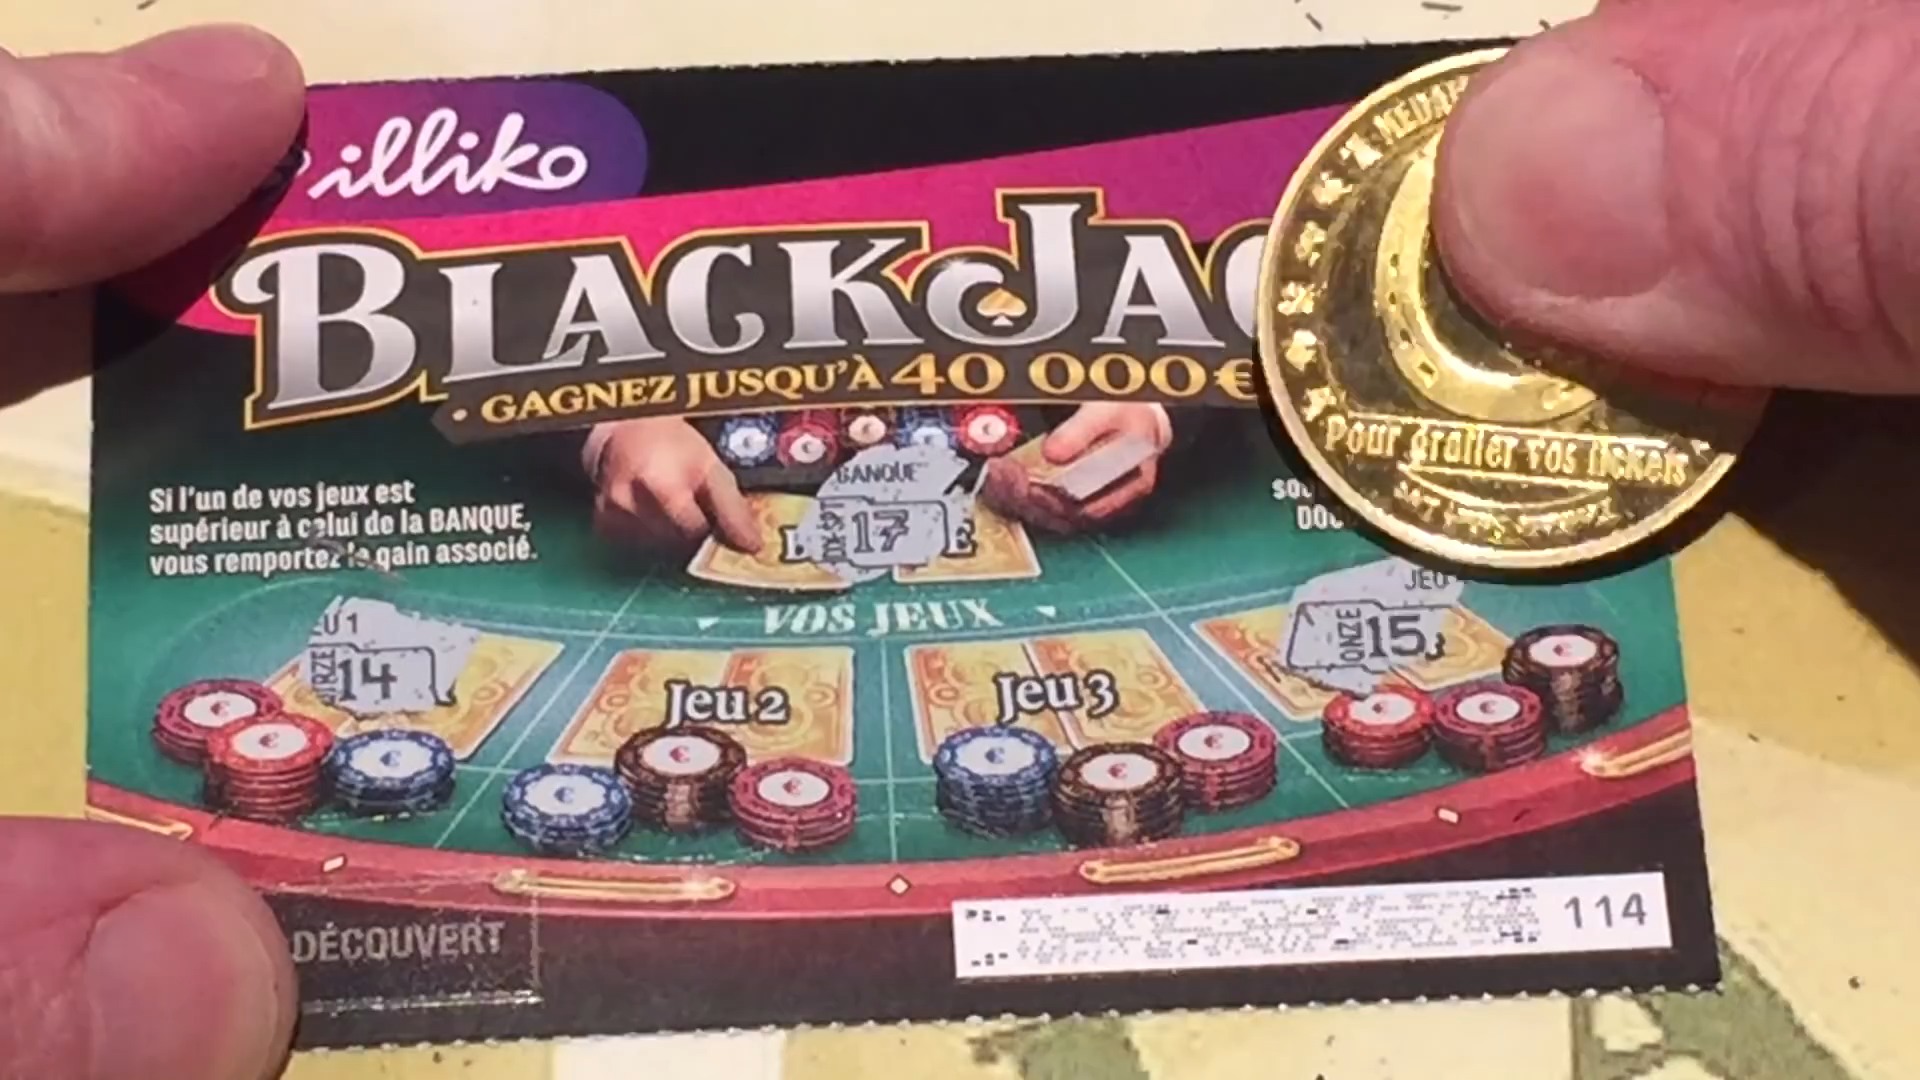 illiko
BLACKJAC
• GAGNEZ JUSQU'À 40 000 €
Si l'un de vos jeux est
supérieur à celui de la BANQUE,
vous remportez le gain associé.
BANQUE
17
VOS JEUX
14
Jeu 2
Jeu 3
JEU
ONZE
15
DÉCOUVERT
114
Pour gratter vos tickets